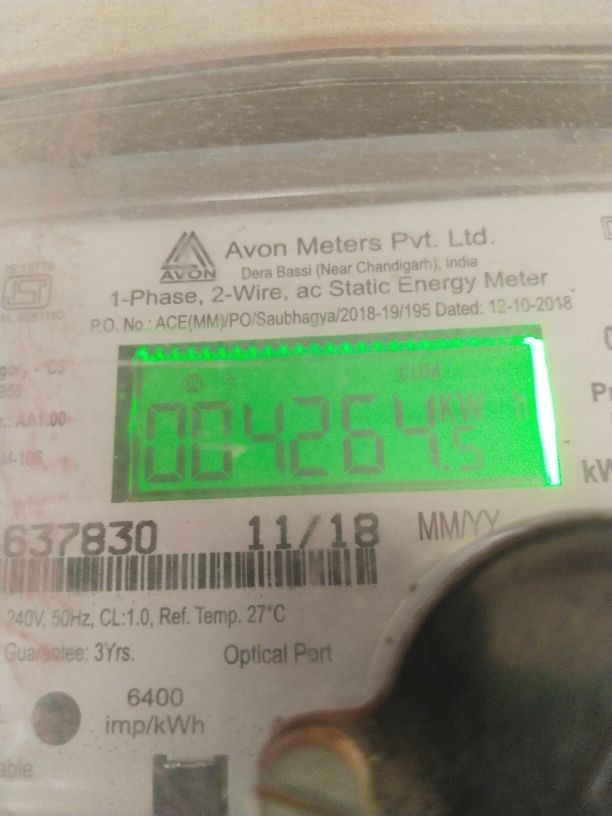 Avon Meters Pvt. Ltd.
AVON
Dera Bassi (Near Chandigarh), India
1-Phase, 2-Wire, ac Static Energy Meter
P.O. No.: ACE(MM)/PO/Saubhagya/2018-19/195 Dated: 12-10-2018
CUM
004264.5 KW h
637830 11/18 MM/YY
240V, 50Hz, CL:1.0, Ref. Temp. 27°C
Guarantee: 3Yrs. Optical Port
6400
imp/kWh